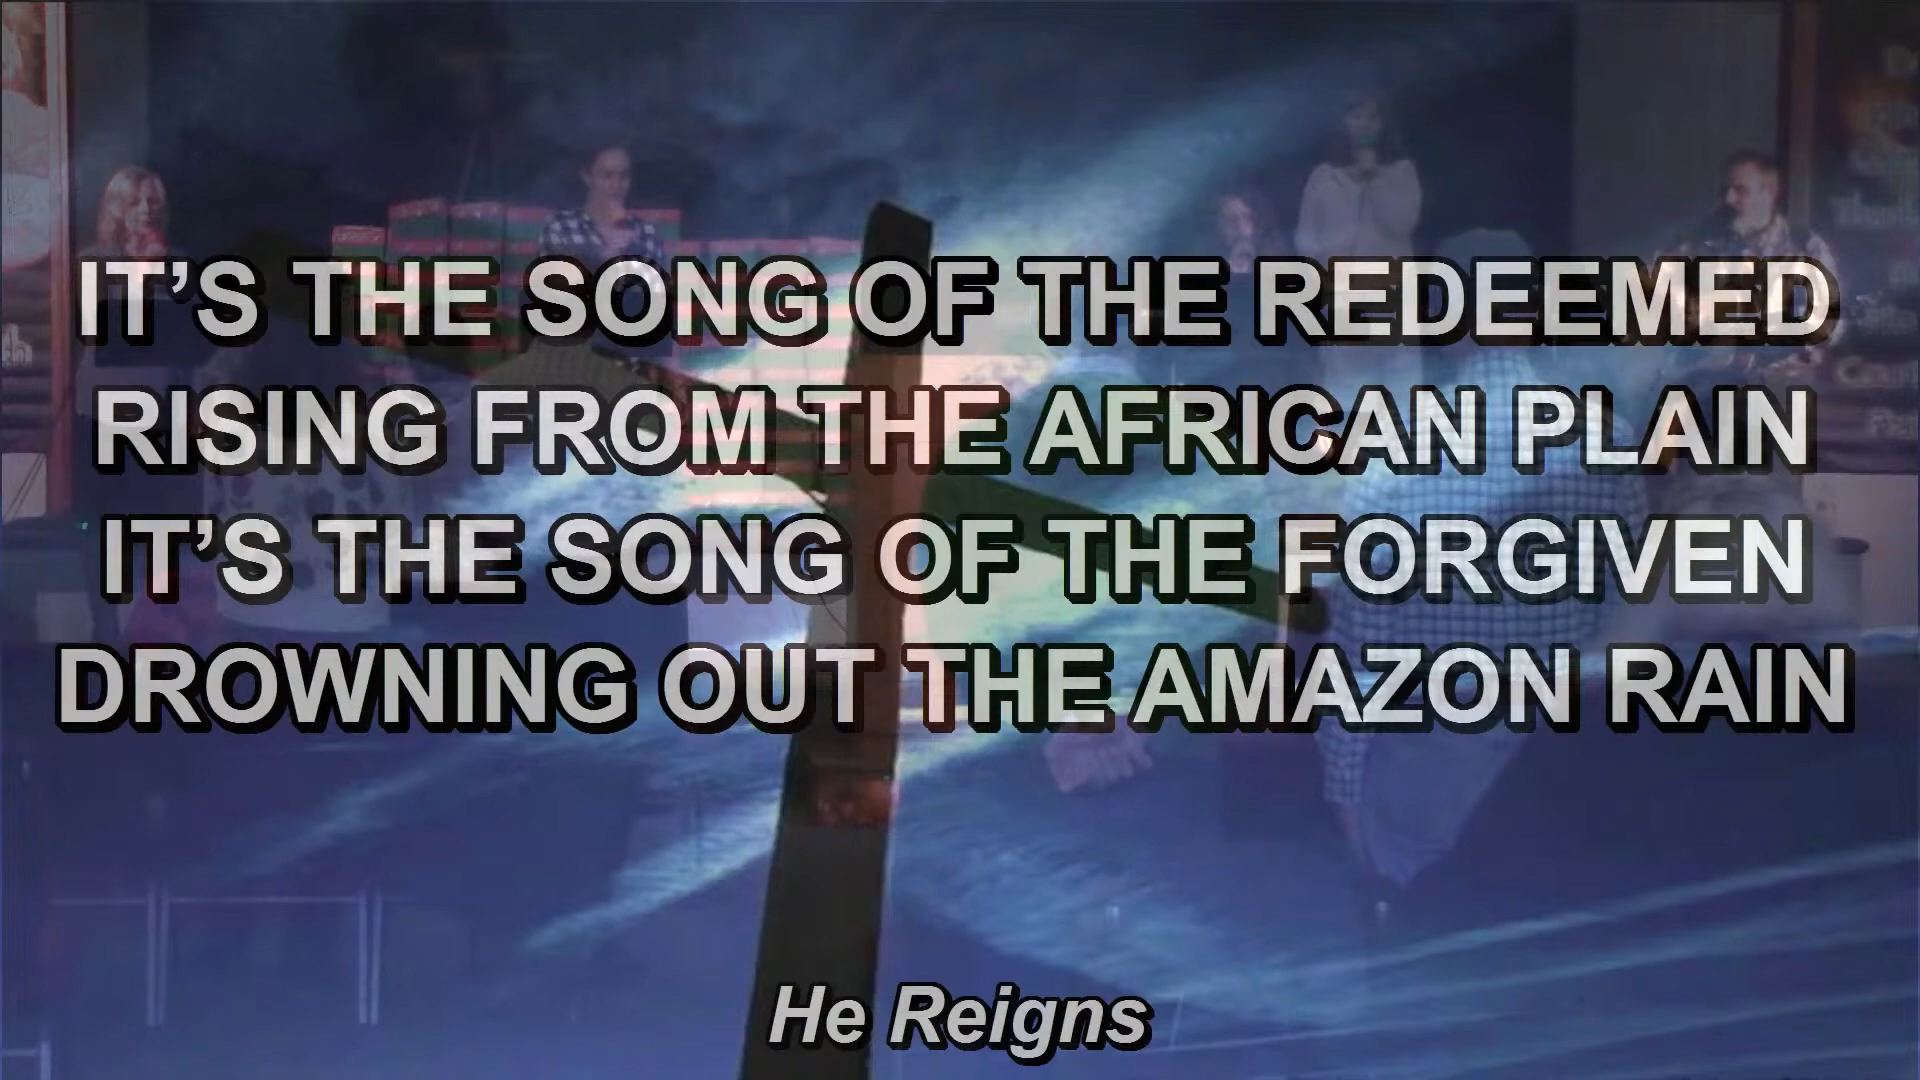 IT’S THE SONG OF THE REDEEMED
RISING FROM THE AFRICAN PLAIN
IT’S THE SONG OF THE FORGIVEN
DROWNING OUT THE AMAZON RAIN
He Reigns